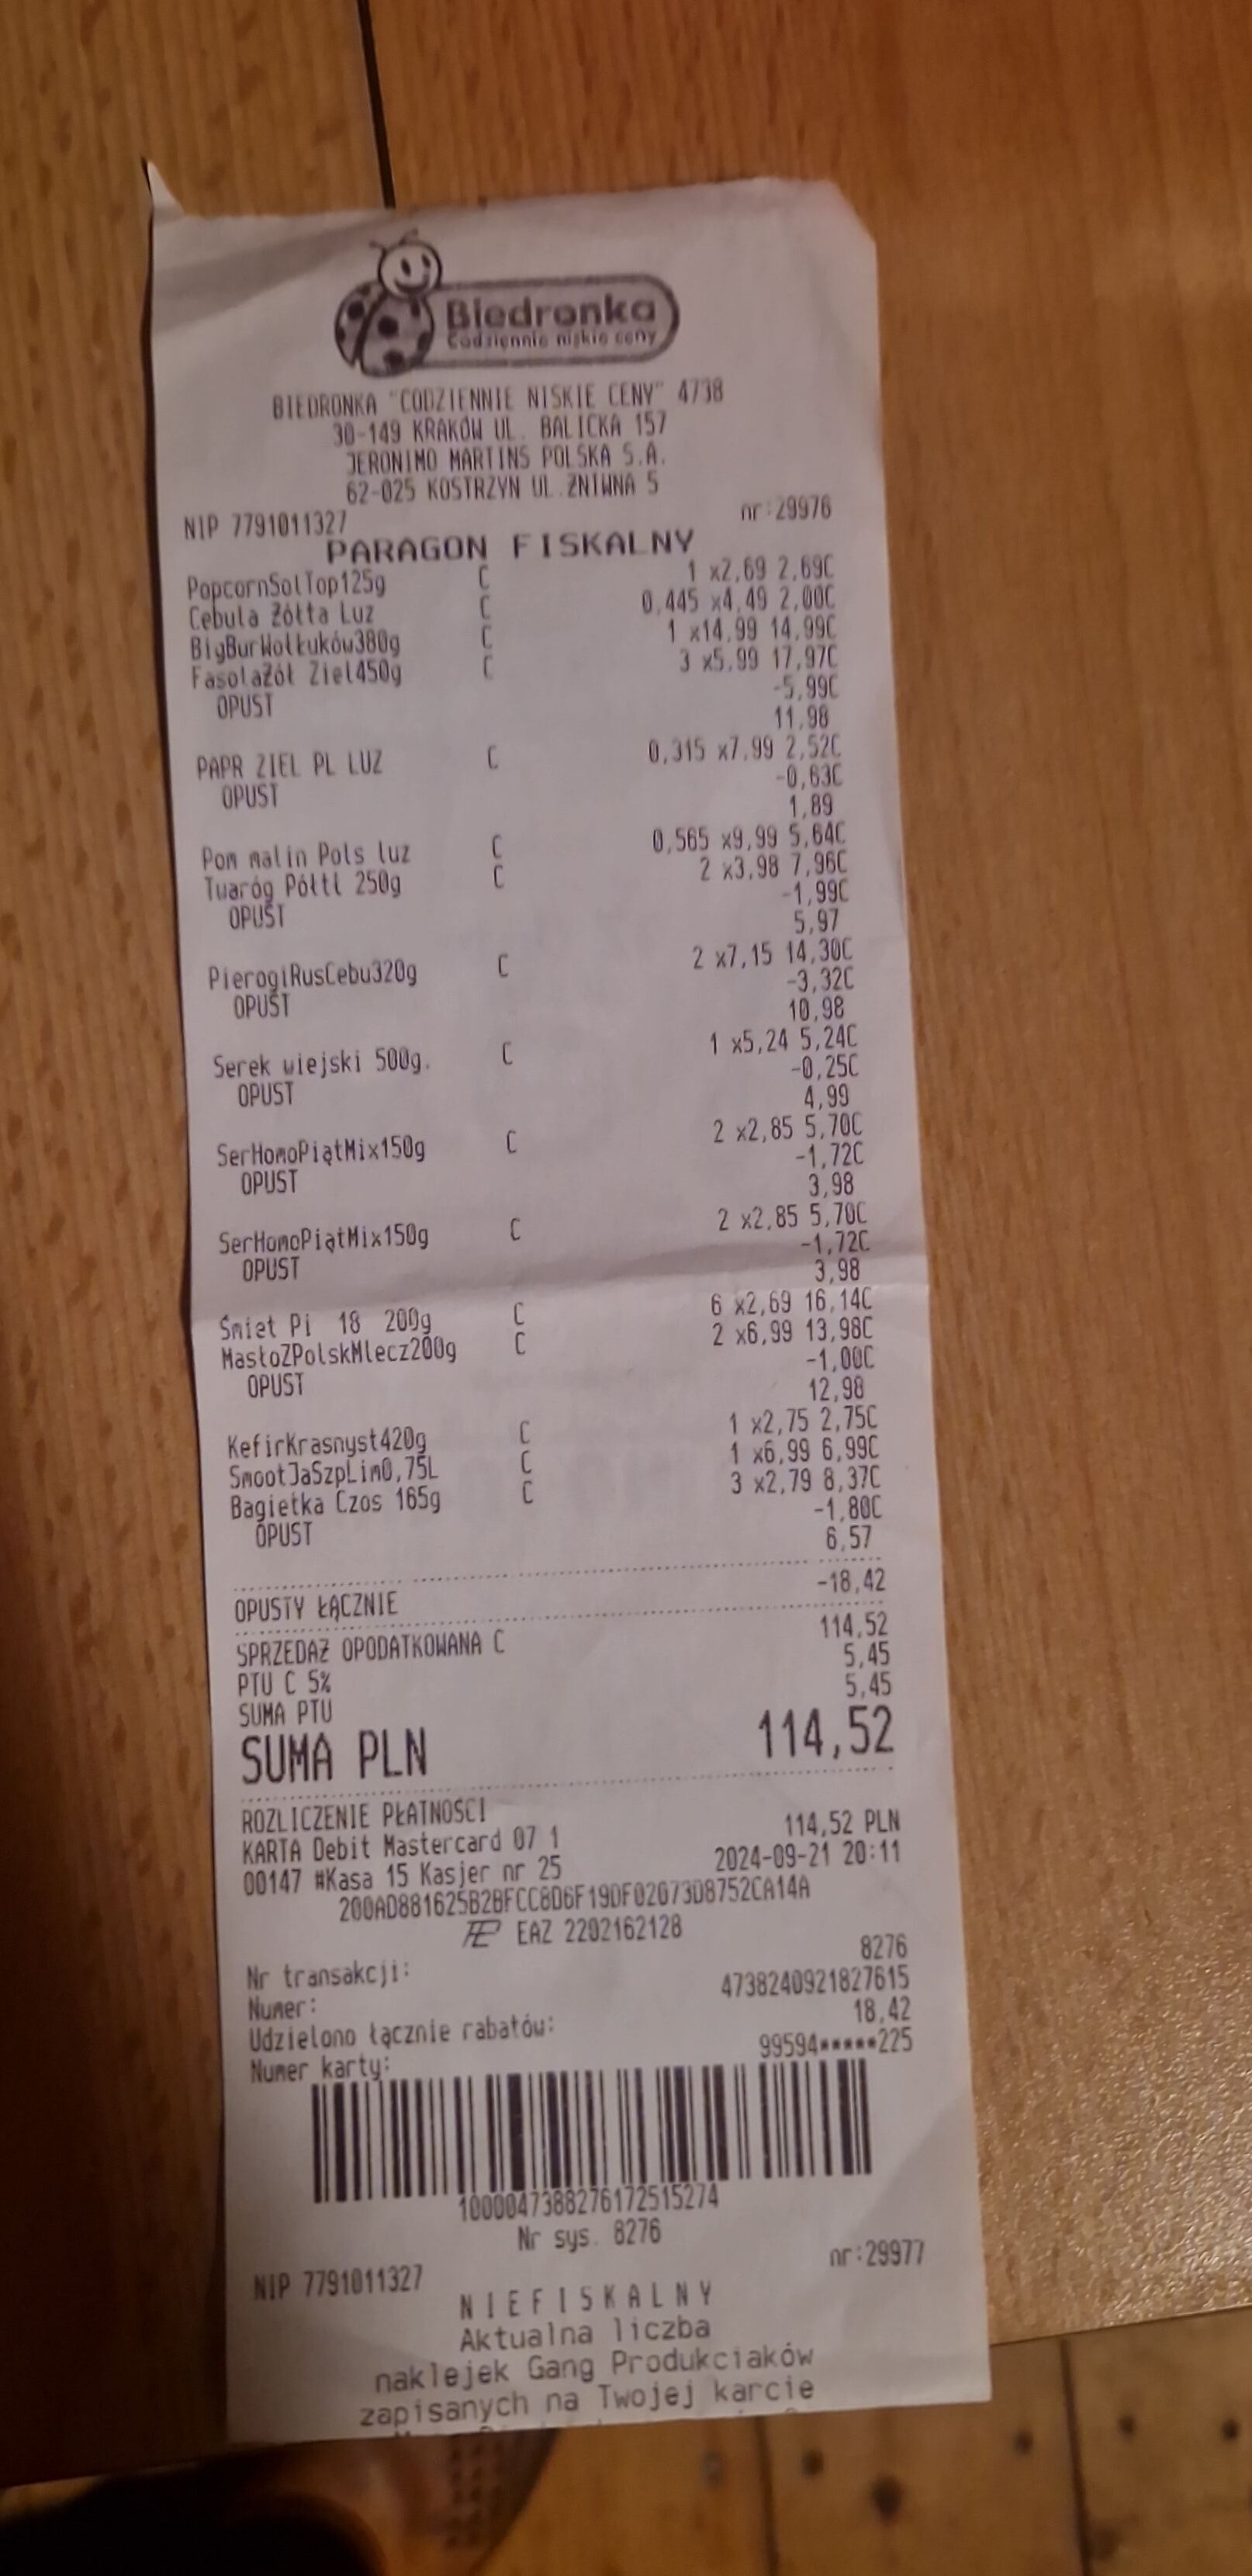 Biedronka
Codziennie niskie ceny
BIEDRONKA "CODZIENNIE NISKIE CENY" 4738
30-149 KRAKÓW UL. BALICKA 157
JERONIMO MARTINS POLSKA S.A.
62-025 KOSTRZYN UL.ŻNIWNA 5
NIP 7791011327 nr:29976
PARAGON FISKALNY
PopcornSolTop125g C 1 x2,69 2,69C
Cebula Żółta Luz C 0,445 x4,49 2,00C
BigBurWołŁuków380g C 1 x14,99 14,99C
FasolaŻół Ziel450g C 3 x5,99 17,97C
OPUST -5,99C
11,98
PAPR ZIEL PL LUZ C 0,315 x7,99 2,52C
OPUST -0,63C
1,89
Pom malin Pols luz C 0,565 x9,99 5,64C
Twaróg Półtł 250g C 2 x3,98 7,96C
OPUST -1,99C
5,97
PierogiRusCebu320g C 2 x7,15 14,30C
OPUST -3,32C
10,98
Serek wiejski 500g. C 1 x5,24 5,24C
OPUST -0,25C
4,99
SerHomoPiątMix150g C 2 x2,85 5,70C
OPUST -1,72C
3,98
SerHomoPiątMix150g C 2 x2,85 5,70C
OPUST -1,72C
3,98
Śmiet Pi 18 200g C 6 x2,69 16,14C
MasłoZPolskMlecz200g C 2 x6,99 13,98C
OPUST -1,00C
12,98
KefirKrasnyst420g C 1 x2,75 2,75C
SmootJaSzpLim0,75L C 1 x6,99 6,99C
Bagietka Czos 165g C 3 x2,79 8,37C
OPUST -1,80C
6,57
OPUSTY ŁĄCZNIE -18,42
SPRZEDAŻ OPODATKOWANA C 114,52
PTU C 5% 5,45
SUMA PTU 5,45
SUMA PLN 114,52
ROZLICZENIE PŁATNOŚCI
KARTA Debit Mastercard 07 1 114,52 PLN
00147 #Kasa 15 Kasjer nr 25 2024-09-21 20:11
200AD881625B2BFCC8D6F19DF02073D8752CA14A
EAZ 2202162128
Nr transakcji: 8276
Numer: 4738240921827615
Udzielono łącznie rabatów: 18,42
Numer karty: 99594*****225
1000047388276172515274
Nr sys. 8276
NIP 7791011327 nr:29977
NIEFISKALNY
Aktualna liczba
naklejek Gang Produkciaków
zapisanych na Twojej karcie